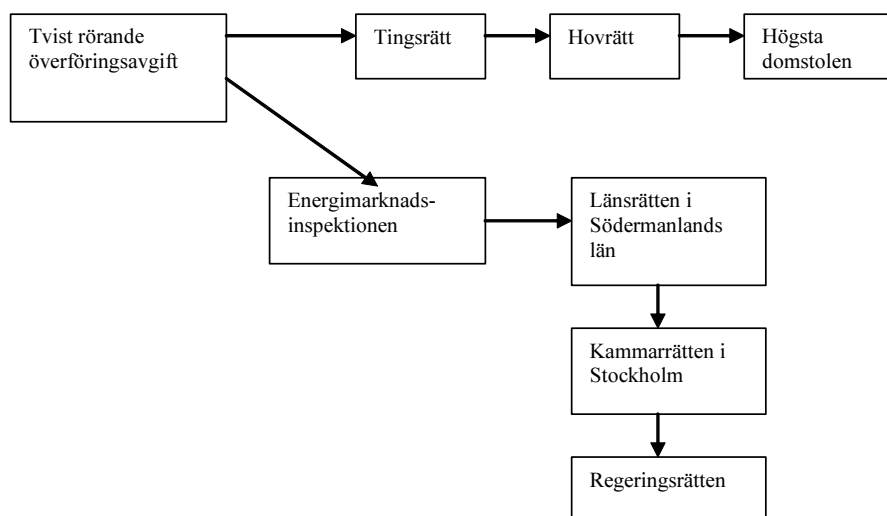 Tvist rörande
överföringsavgift
Tingsrätt
Hovrätt
Högsta
domstolen
Energimarknads-
inspektionen
Länsrätten i
Södermanlands
län
Kammarrätten i
Stockholm
Regeringsrätten